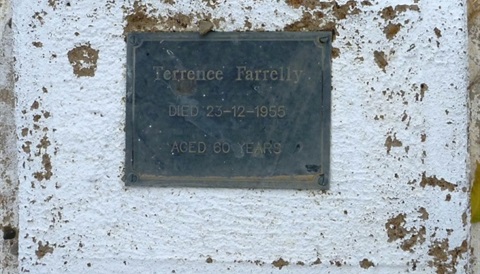 Terrence Farrelly
DIED 23-12-1955
AGED 60 YEARS